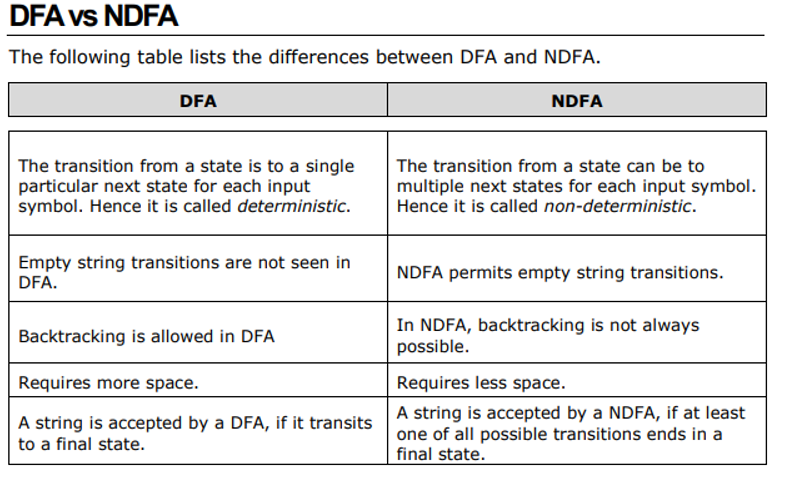 DFA vs NDFA
The following table lists the differences between DFA and NDFA.
DFA
NDFA
The transition from a state is to a single
particular next state for each input
symbol. Hence it is called deterministic.
The transition from a state can be to
multiple next states for each input symbol.
Hence it is called non-deterministic.
Empty string transitions are not seen in
DFA.
NDFA permits empty string transitions.
Backtracking is allowed in DFA
In NDFA, backtracking is not always
possible.
Requires more space.
Requires less space.
A string is accepted by a DFA, if it transits
to a final state.
A string is accepted by a NDFA, if at least
one of all possible transitions ends in a
final state.